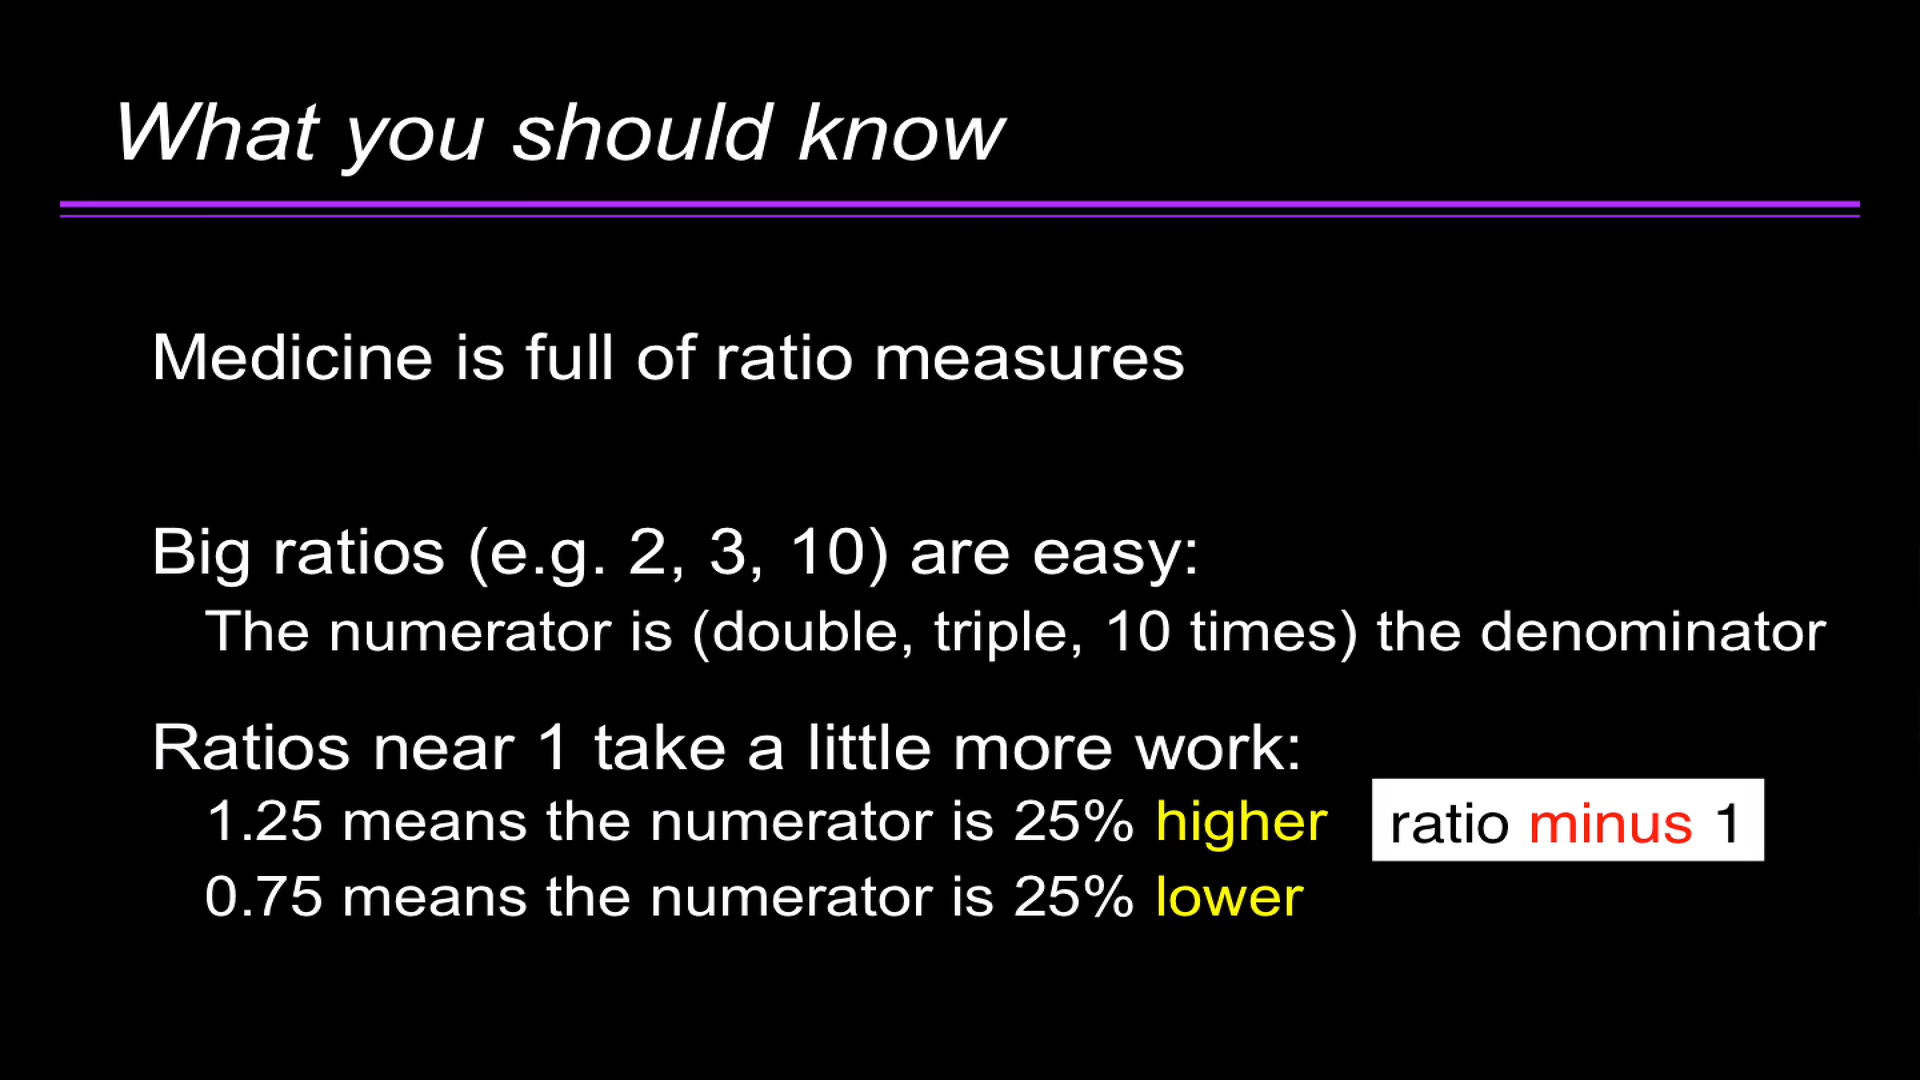 What you should know
Medicine is full of ratio measures
Big ratios (e.g. 2, 3, 10) are easy:
The numerator is (double, triple, 10 times) the denominator
Ratios near 1 take a little more work:
1.25 means the numerator is 25% higher
ratio minus 1
0.75 means the numerator is 25% lower